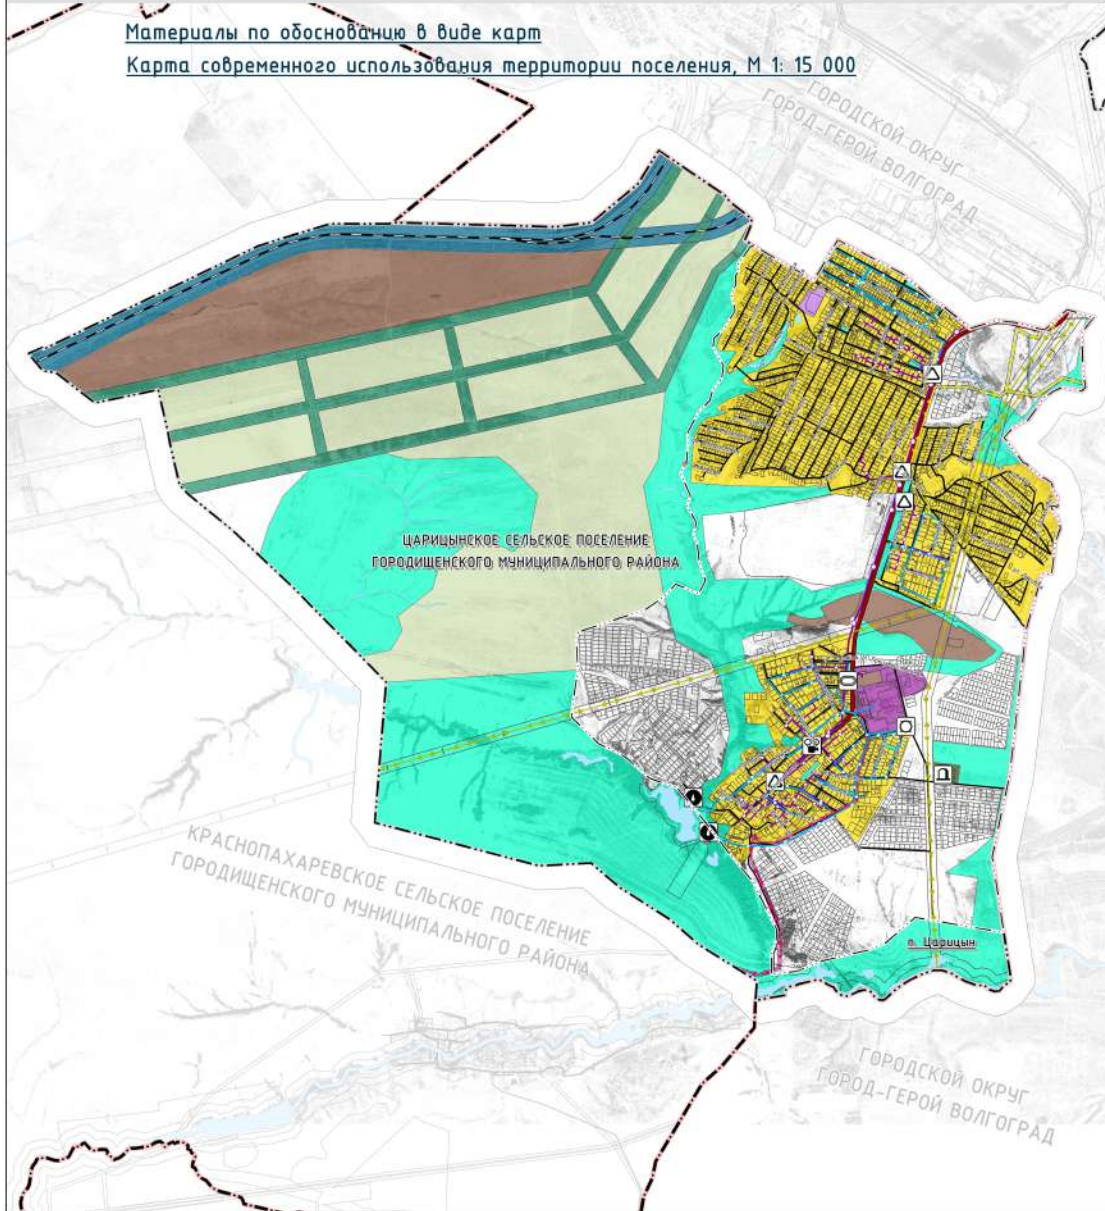 Материалы по обоснованию в виде карт
Карта современного использования территории поселения, М 1: 15 000
ГОРОДСКОЙ ОКРУГ
ГОРОД-ГЕРОЙ ВОЛГОГРАД
ЦАРИЦЫНСКОЕ СЕЛЬСКОЕ ПОСЕЛЕНИЕ
ГОРОДИЩЕНСКОГО МУНИЦИПАЛЬНОГО РАЙОНА
КРАСНОПАХАРЕВСКОЕ СЕЛЬСКОЕ ПОСЕЛЕНИЕ
ГОРОДИЩЕНСКОГО МУНИЦИПАЛЬНОГО РАЙОНА
п. Царицын
ГОРОДСКОЙ ОКРУГ
ГОРОД-ГЕРОЙ ВОЛГОГРАД